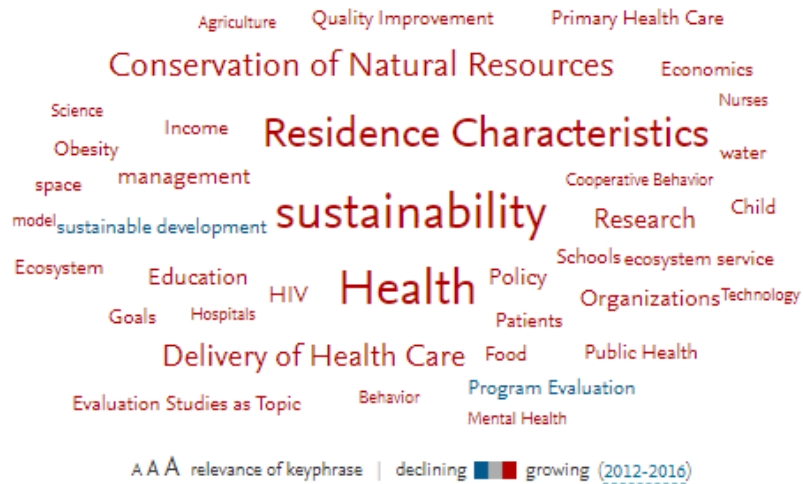 Agriculture Quality Improvement Primary Health Care
Conservation of Natural Resources Economics
Nurses
Science
Income Residence Characteristics
Obesity water
space management Cooperative Behavior
model sustainable development sustainability Research Child
Ecosystem Education HIV Health Policy Schools ecosystem service
Goals Hospitals Patients Organizations Technology
Delivery of Health Care Food Public Health
Evaluation Studies as Topic Behavior Program Evaluation
Mental Health
A A A relevance of keyphrase | declining growing (2012-2016)